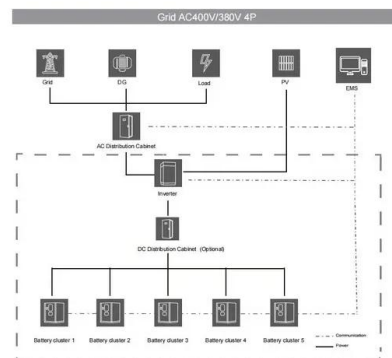 Grid AC400V/380V 4P
Grid
DG
Load
PV
EMS
AC Distribution Cabinet
Inverter
DC Distribution Cabinet (Optional)
Battery cluster 1
Battery cluster 2
Battery cluster 3
Battery cluster 4
Battery cluster 5
Communication
Power